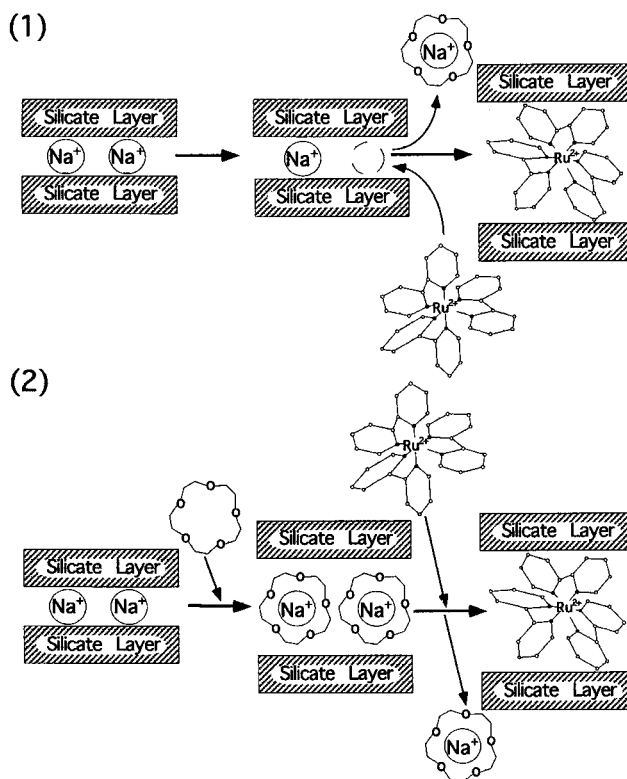 (1)
O
O O
Na⁺
O O
Silicate Layer
Na⁺ Na⁺
Silicate Layer
Silicate Layer
Na⁺
Silicate Layer
Silicate Layer
Ru²⁺
Silicate Layer
Ru²⁺
(2)
Ru²⁺
O
O O
O O
Silicate Layer
Na⁺ Na⁺
Silicate Layer
Silicate Layer
O O
O O O O
Na⁺ Na⁺
O O O O
Silicate Layer
Silicate Layer
Ru²⁺
Silicate Layer
O
O O
Na⁺
O O